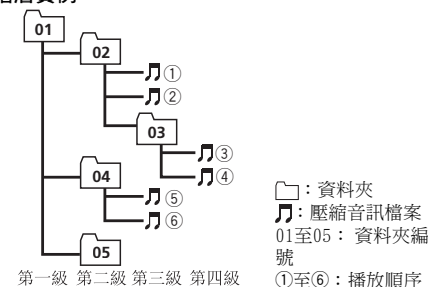 01
02
①
②
03
③
④
04
⑤
⑥
05
第一級 第二級 第三級 第四級
：資料夾
：壓縮音訊檔案
01至05：資料夾編
號
①至⑥：播放順序